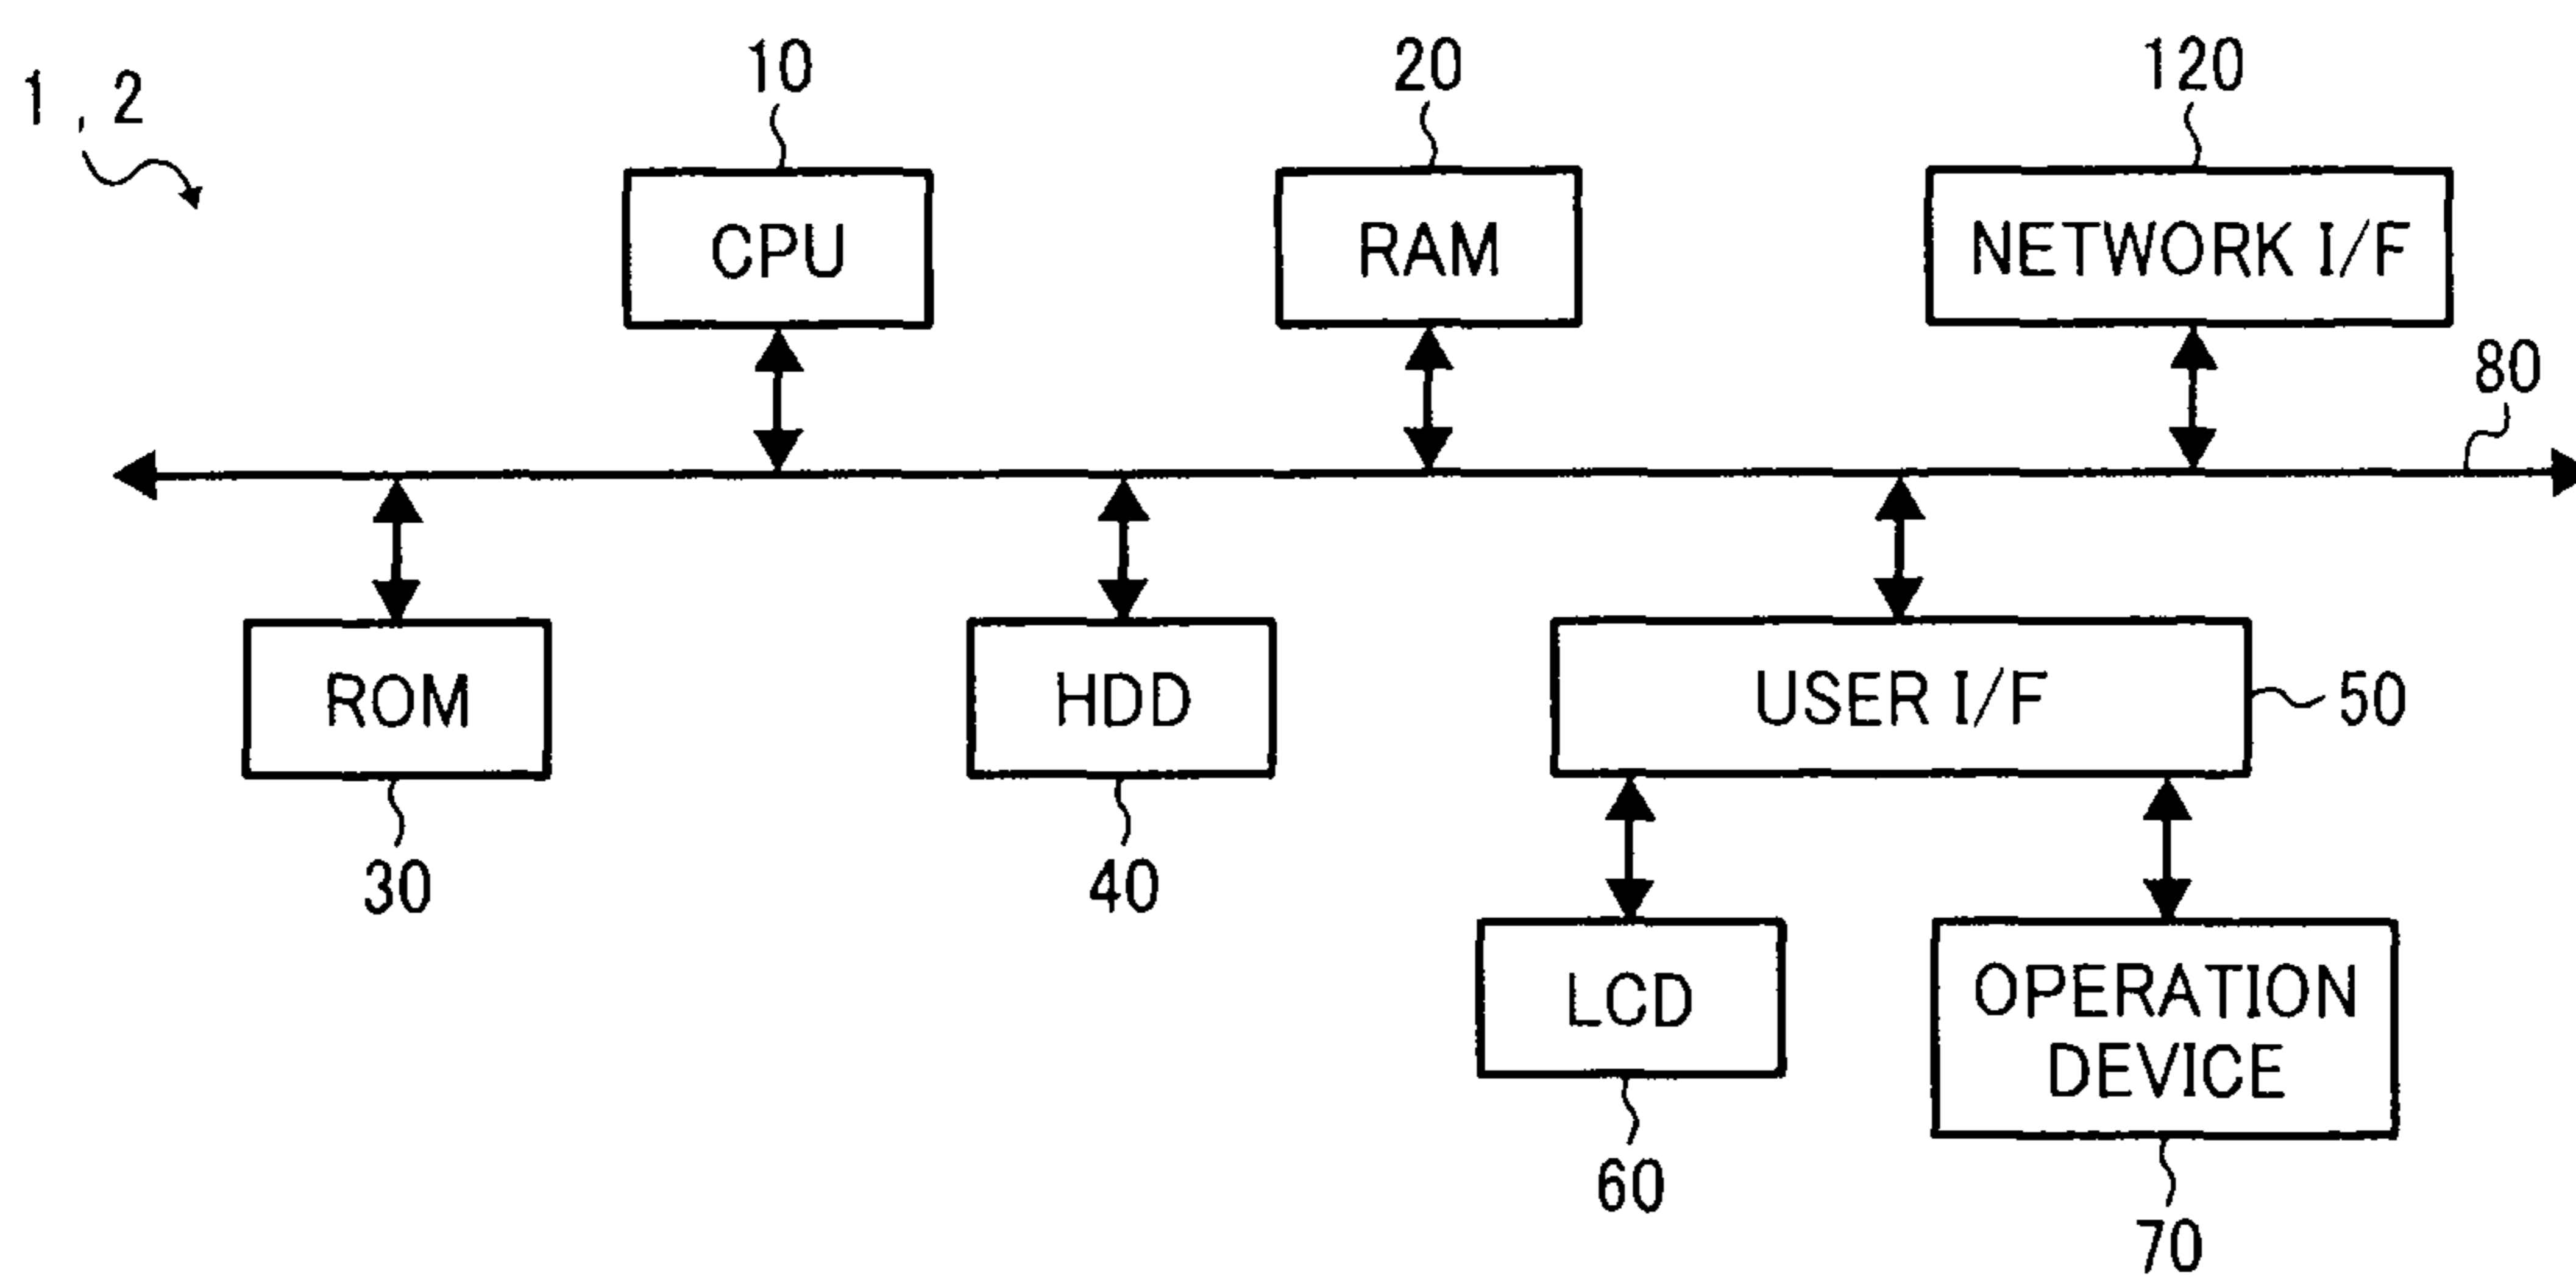 1, 2
10
20
120
CPU
RAM
NETWORK I/F
80
ROM
HDD
USER I/F
50
30
40
LCD
OPERATION
DEVICE
60
70